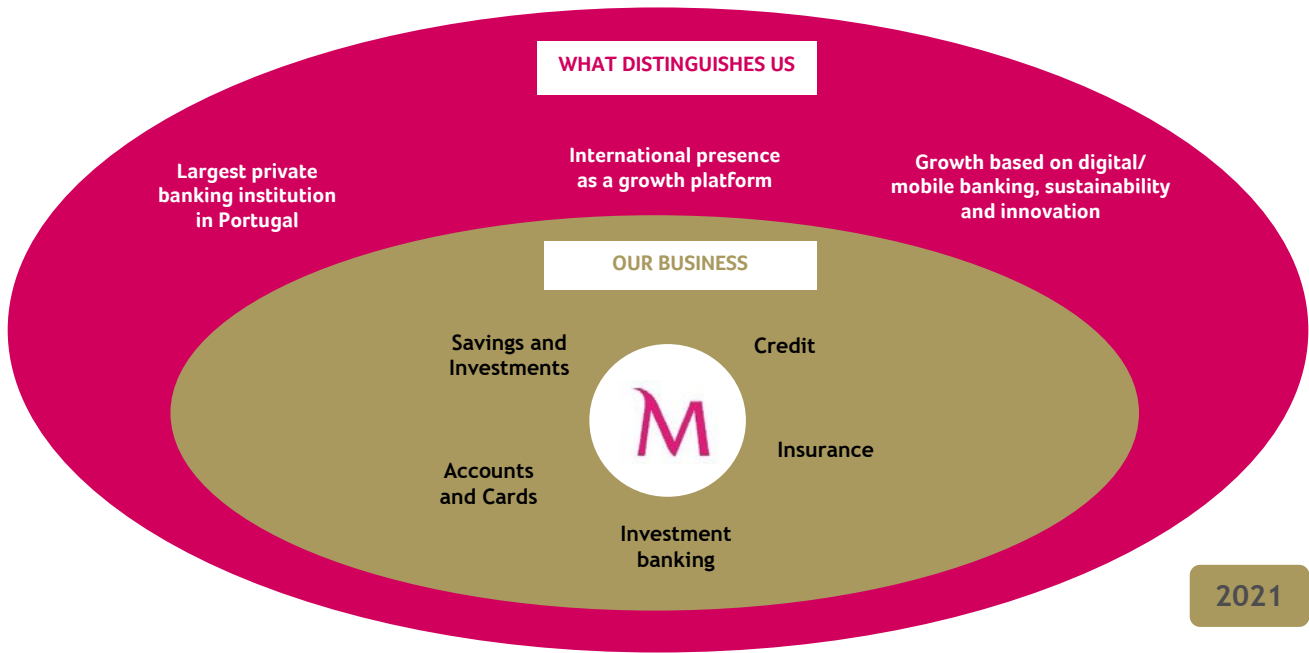 WHAT DISTINGUISHES US
Largest private
banking institution
in Portugal
International presence
as a growth platform
Growth based on digital/
mobile banking, sustainability
and innovation
OUR BUSINESS
Savings and
Investments
Credit
M
Accounts
and Cards
Insurance
Investment
banking
2021